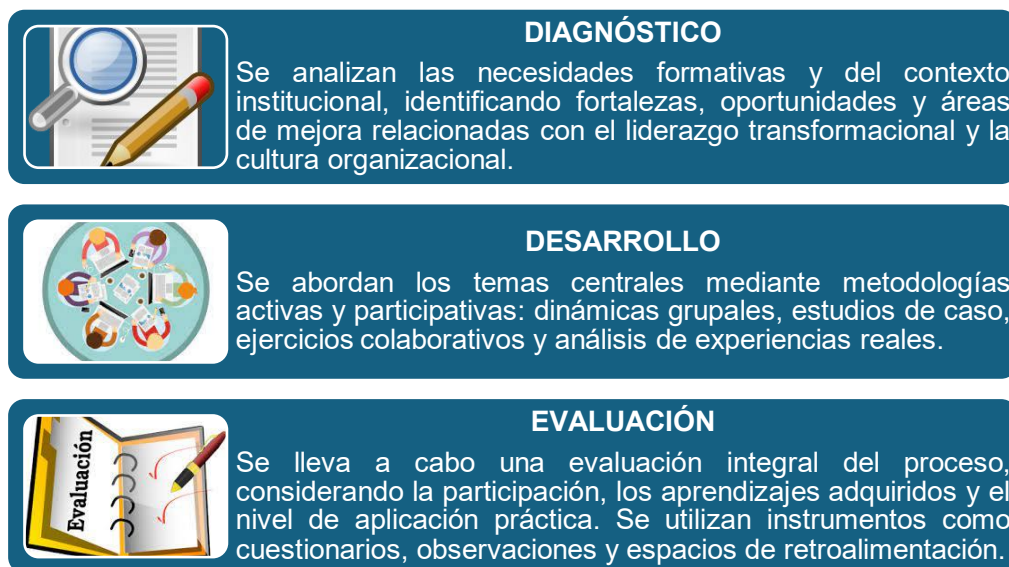 DIAGNÓSTICO
Se analizan las necesidades formativas y del contexto
institucional, identificando fortalezas, oportunidades y áreas
de mejora relacionadas con el liderazgo transformacional y la
cultura organizacional.
DESARROLLO
Se abordan los temas centrales mediante metodologías
activas y participativas: dinámicas grupales, estudios de caso,
ejercicios colaborativos y análisis de experiencias reales.
Evaluación
EVALUACIÓN
Se lleva a cabo una evaluación integral del proceso,
considerando la participación, los aprendizajes adquiridos y el
nivel de aplicación práctica. Se utilizan instrumentos como
cuestionarios, observaciones y espacios de retroalimentación.